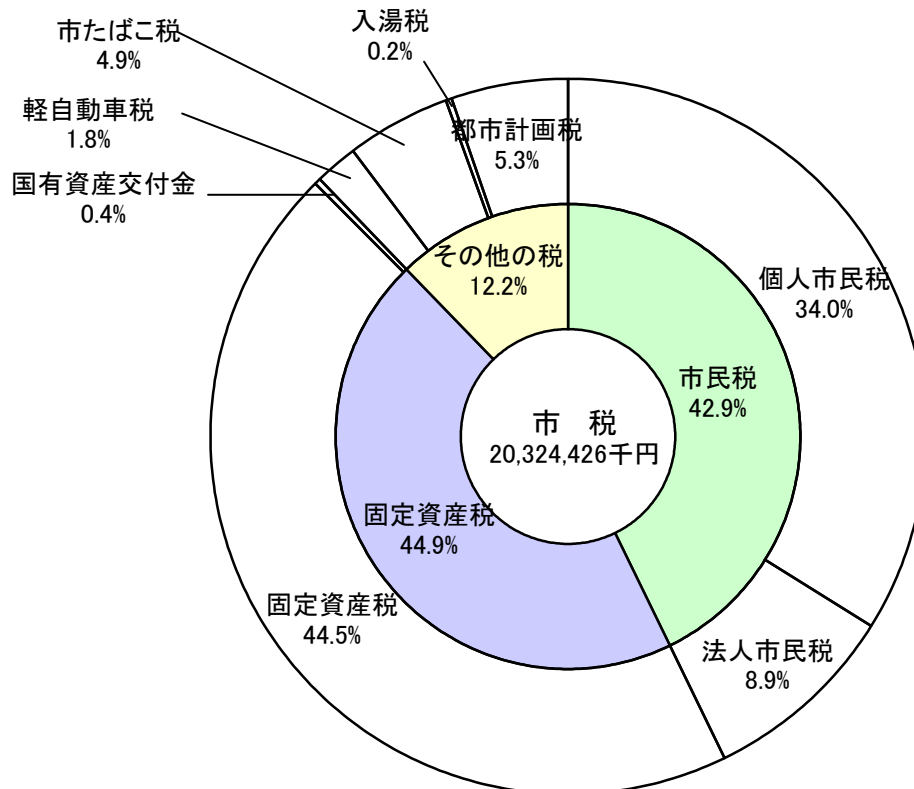 市たばこ税
4.9%
入湯税
0.2%
軽自動車税
1.8%
都市計画税
5.3%
国有資産交付金
0.4%
その他の税
12.2%
個人市民税
34.0%
市民税
42.9%
市　税
20,324,426千円
固定資産税
44.9%
固定資産税
44.5%
法人市民税
8.9%